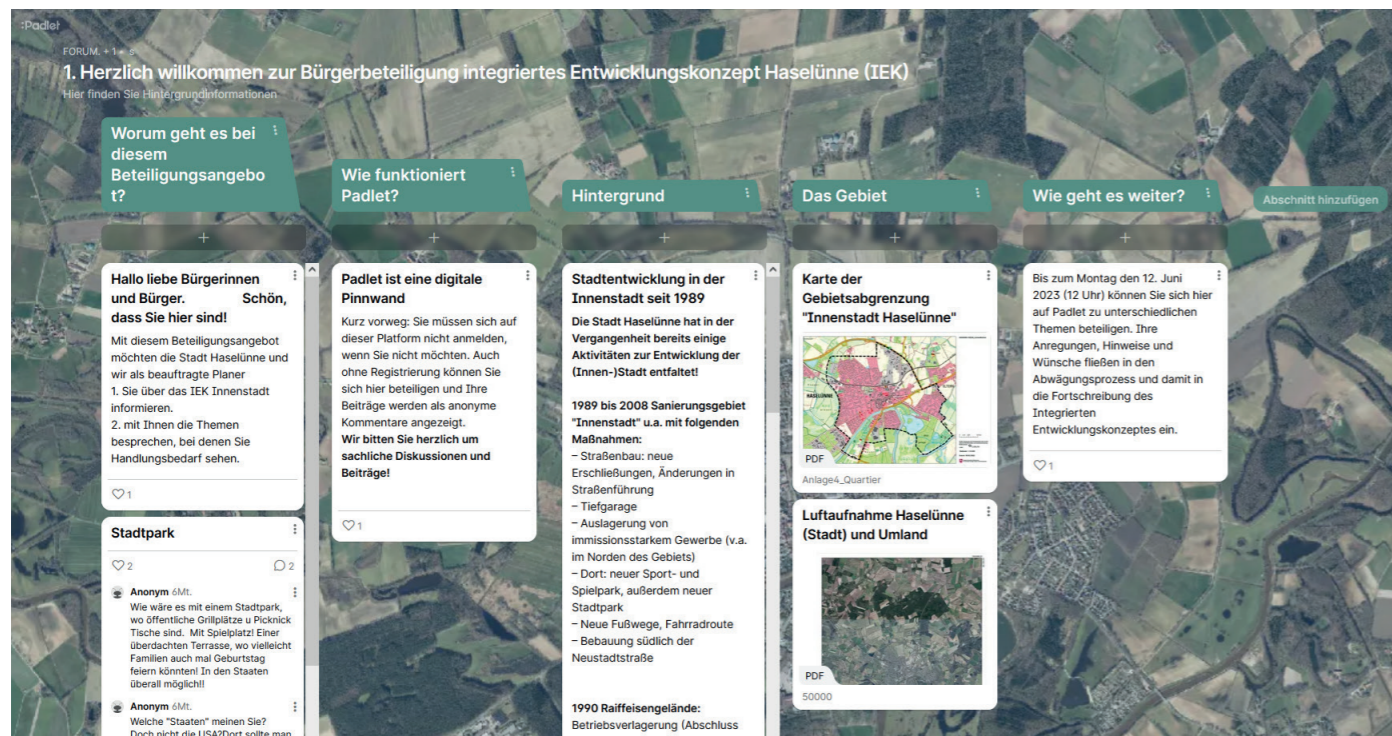 :Padlet
FORUM. + 1 • s
1. Herzlich willkommen zur Bürgerbeteiligung integriertes Entwicklungskonzept Haselünne (IEK)
Hier finden Sie Hintergrundinformationen
Worum geht es bei
diesem
Beteiligungsangebo
t?
Hallo liebe Bürgerinnen
und Bürger. Schön,
dass Sie hier sind!
Mit diesem Beteiligungsangebot
möchten die Stadt Haselünne und
wir als beauftragte Planer
1. Sie über das IEK Innenstadt
informieren.
2. mit Ihnen die Themen
besprechen, bei denen Sie
Handlungsbedarf sehen.
1
Stadtpark
2 2
Anonym 6Mt.
Wie wäre es mit einem Stadtpark,
wo öffentliche Grillplätze u Picknick
Tische sind. Mit Spielplatz! Einer
überdachten Terrasse, wo vielleicht
Familien auch mal Geburtstag
feiern könnten! In den Staaten
überall möglich!!
Anonym 6Mt.
Welche "Staaten" meinen Sie?
Doch nicht die USA?Dort sollte man
Wie funktioniert
Padlet?
Padlet ist eine digitale
Pinnwand
Kurz vorweg: Sie müssen sich auf
dieser Platform nicht anmelden,
wenn Sie nicht möchten. Auch
ohne Registrierung können Sie
sich hier beteiligen und Ihre
Beiträge werden als anonyme
Kommentare angezeigt.
Wir bitten Sie herzlich um
sachliche Diskussionen und
Beiträge!
1
Hintergrund
Stadtentwicklung in der
Innenstadt seit 1989
Die Stadt Haselünne hat in der
Vergangenheit bereits einige
Aktivitäten zur Entwicklung der
(Innen-)Stadt entfaltet!
1989 bis 2008 Sanierungsgebiet
"Innenstadt" u.a. mit folgenden
Maßnahmen:
– Straßenbau: neue
Erschließungen, Änderungen in
Straßenführung
– Tiefgarage
– Auslagerung von
immissionsstarkem Gewerbe (v.a.
im Norden des Gebiets)
– Dort: neuer Sport- und
Spielpark, außerdem neuer
Stadtpark
– Neue Fußwege, Fahrradroute
– Bebauung südlich der
Neustadtstraße
1990 Raiffeisengelände:
Betriebsverlagerung (Abschluss
Das Gebiet
Karte der
Gebietsabgrenzung
"Innenstadt Haselünne"
HASELÜNNE
PDF
Anlage4_Quartier
Luftaufnahme Haselünne
(Stadt) und Umland
PDF
50000
Wie geht es weiter?
Bis zum Montag den 12. Juni
2023 (12 Uhr) können Sie sich hier
auf Padlet zu unterschiedlichen
Themen beteiligen. Ihre
Anregungen, Hinweise und
Wünsche fließen in den
Abwägungsprozess und damit in
die Fortschreibung des
Integrierten
Entwicklungskonzeptes ein.
1
Abschnitt hinzufügen